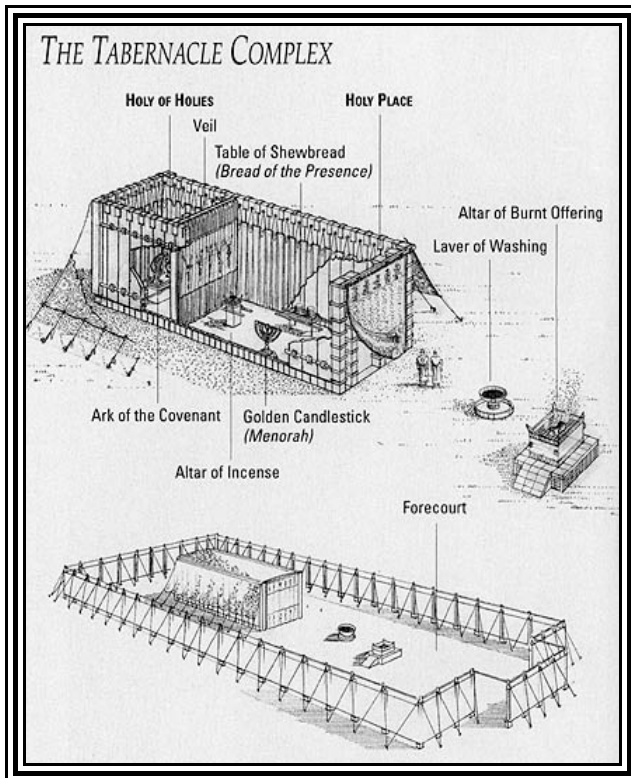 THE TABERNACLE COMPLEX
HOLY OF HOLIES
HOLY PLACE
Veil
Table of Shewbread
(Bread of the Presence)
Altar of Burnt Offering
Laver of Washing
Ark of the Covenant
Golden Candlestick
(Menorah)
Altar of Incense
Forecourt